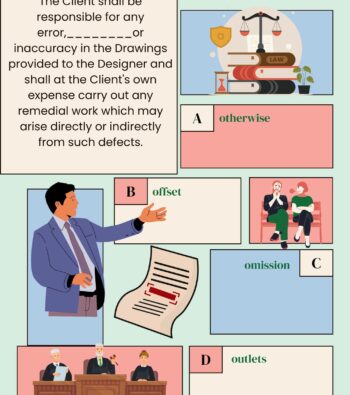 The Client shall be
responsible for any
error,________or
inaccuracy in the Drawings
provided to the Designer and
shall at the Client's own
expense carry out any
remedial work which may
arise directly or indirectly
from such defects.
LAW
A otherwise
B offset
omission C
D outlets